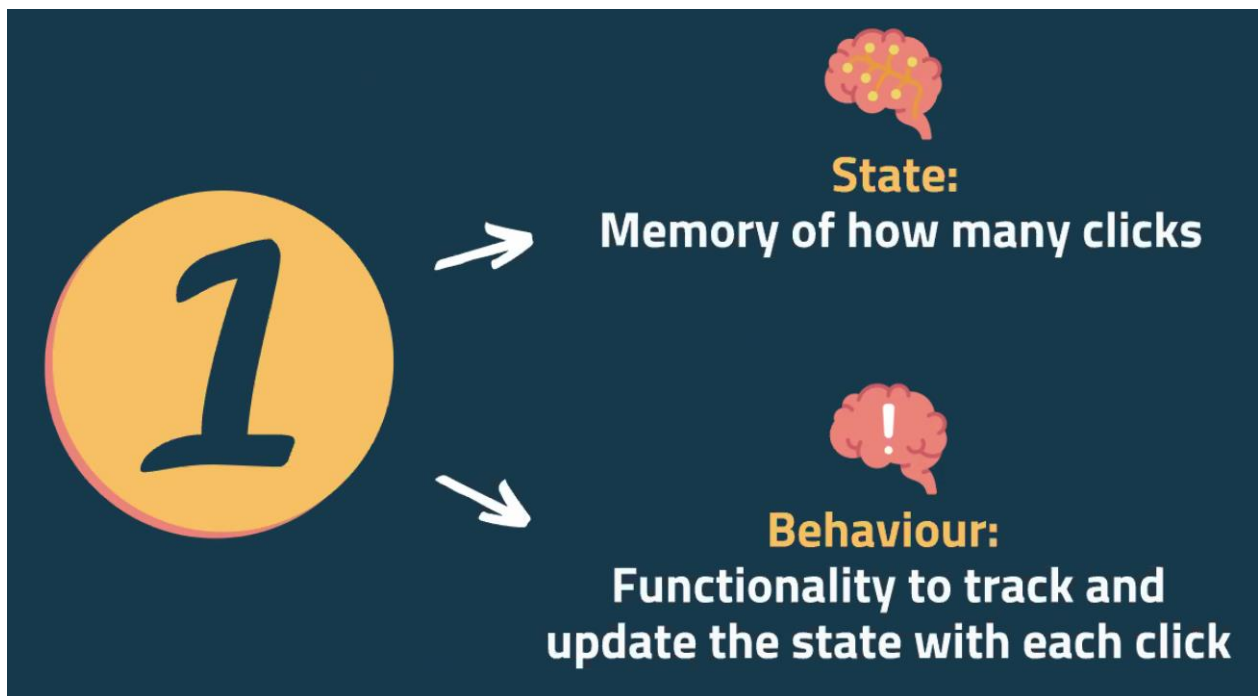 1
State:
Memory of how many clicks
!
Behaviour:
Functionality to track and
update the state with each click